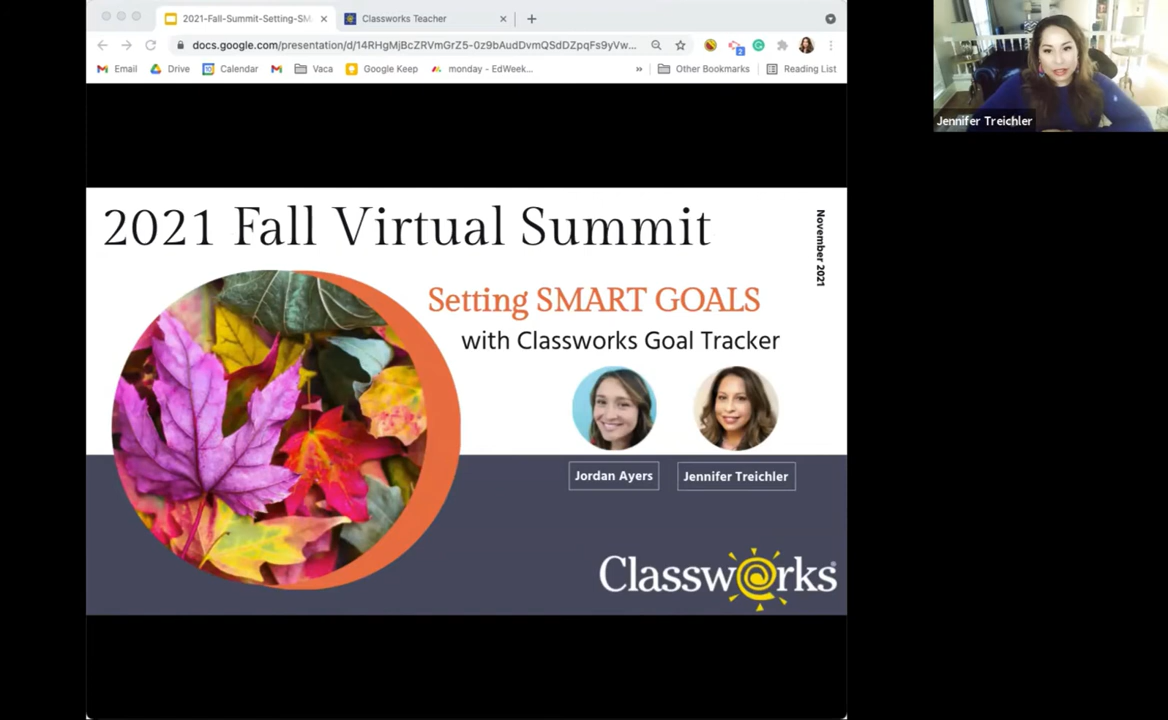 2021-Fall-Summit-Setting-SM
Classworks Teacher
docs.google.com/presentation/d/14RHgMjBcZRVmGrZ5-0z9bAudDvmQSdDZpqFs9yVw...
2
Email
Drive
Calendar
Vaca
Google Keep
monday - EdWeek...
»
Other Bookmarks
Reading List
Jennifer Treichler
2021 Fall Virtual Summit
November 2021
Setting SMART GOALS
with Classworks Goal Tracker
Jordan Ayers
Jennifer Treichler
Classworks®